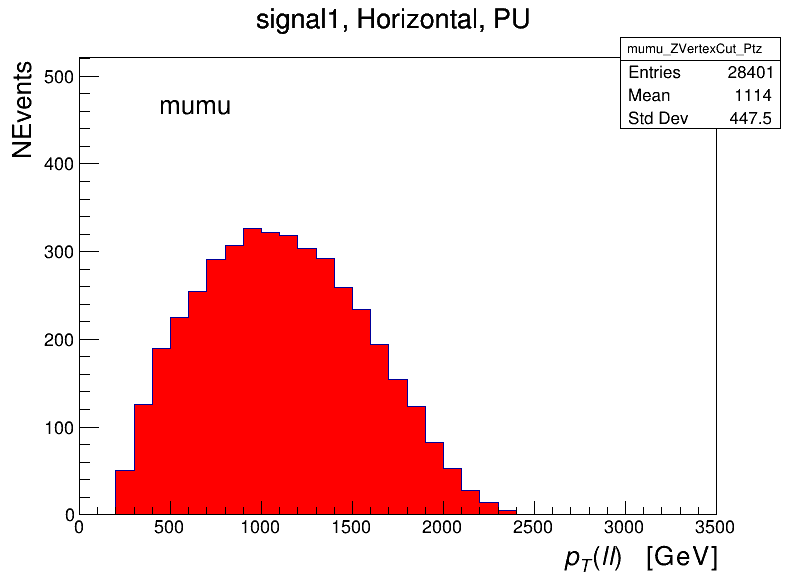 signal1, Horizontal, PU
mumu_ZVertexCut_Ptz
Entries 28401
Mean 1114
Std Dev 447.5
NEvents
mumu
500
400
300
200
100
0
0 500 1000 1500 2000 2500 3000 3500
p_T(ll) [GeV]